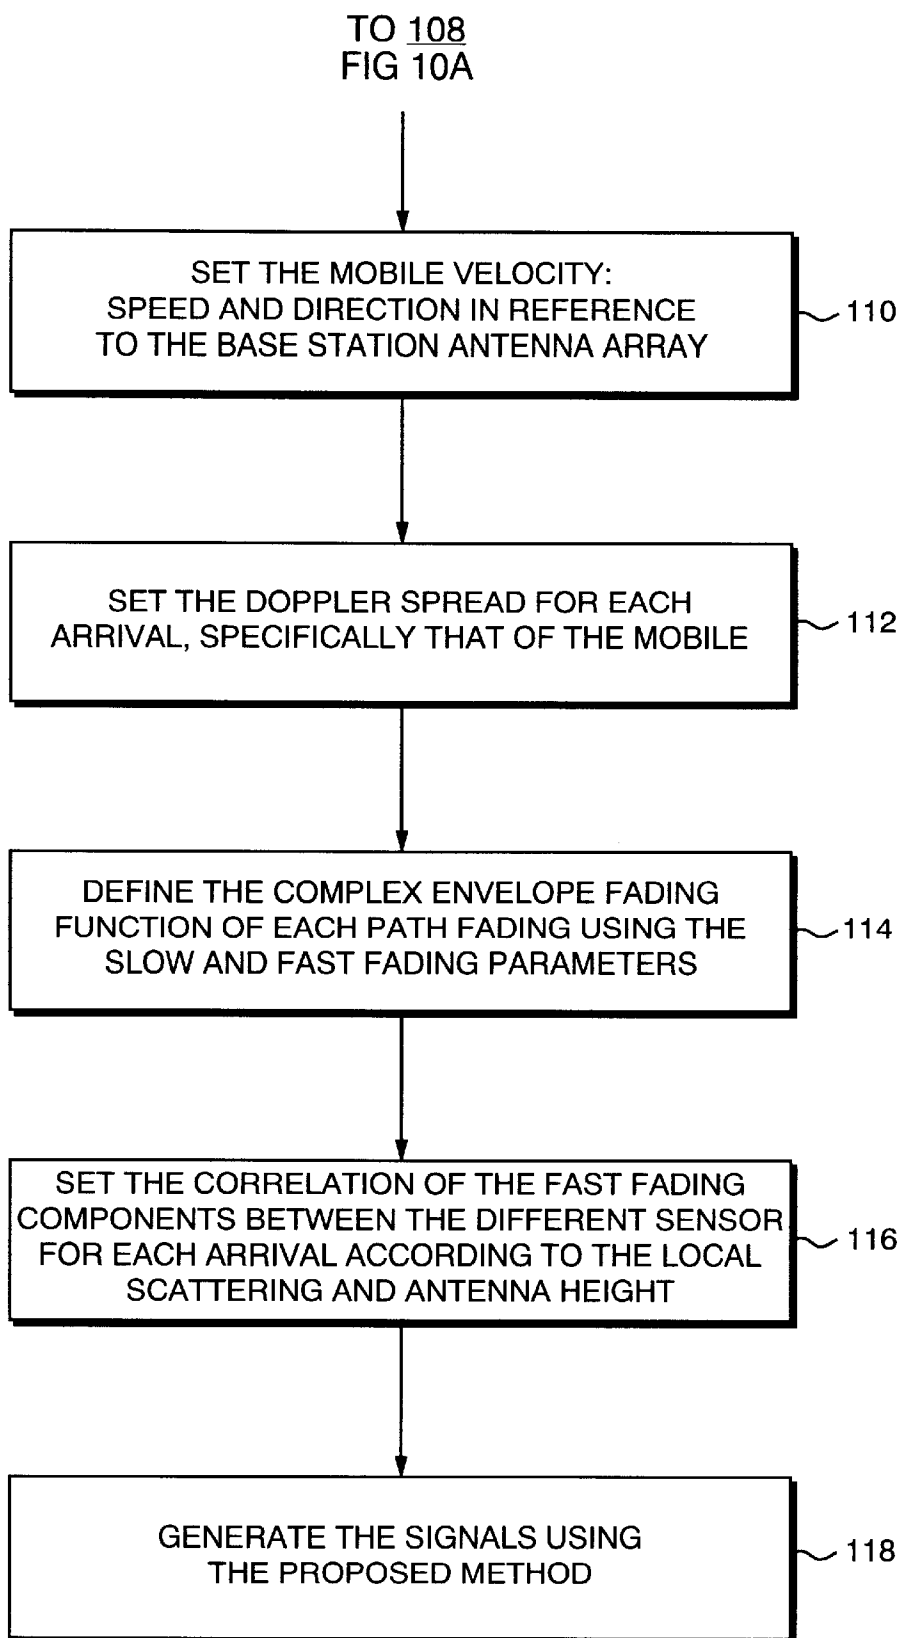 TO 108
FIG 10A
SET THE MOBILE VELOCITY:
SPEED AND DIRECTION IN REFERENCE
TO THE BASE STATION ANTENNA ARRAY
110
SET THE DOPPLER SPREAD FOR EACH
ARRIVAL, SPECIFICALLY THAT OF THE MOBILE
112
DEFINE THE COMPLEX ENVELOPE FADING
FUNCTION OF EACH PATH FADING USING THE
SLOW AND FAST FADING PARAMETERS
114
SET THE CORRELATION OF THE FAST FADING
COMPONENTS BETWEEN THE DIFFERENT SENSOR
FOR EACH ARRIVAL ACCORDING TO THE LOCAL
SCATTERING AND ANTENNA HEIGHT
116
GENERATE THE SIGNALS USING
THE PROPOSED METHOD
118